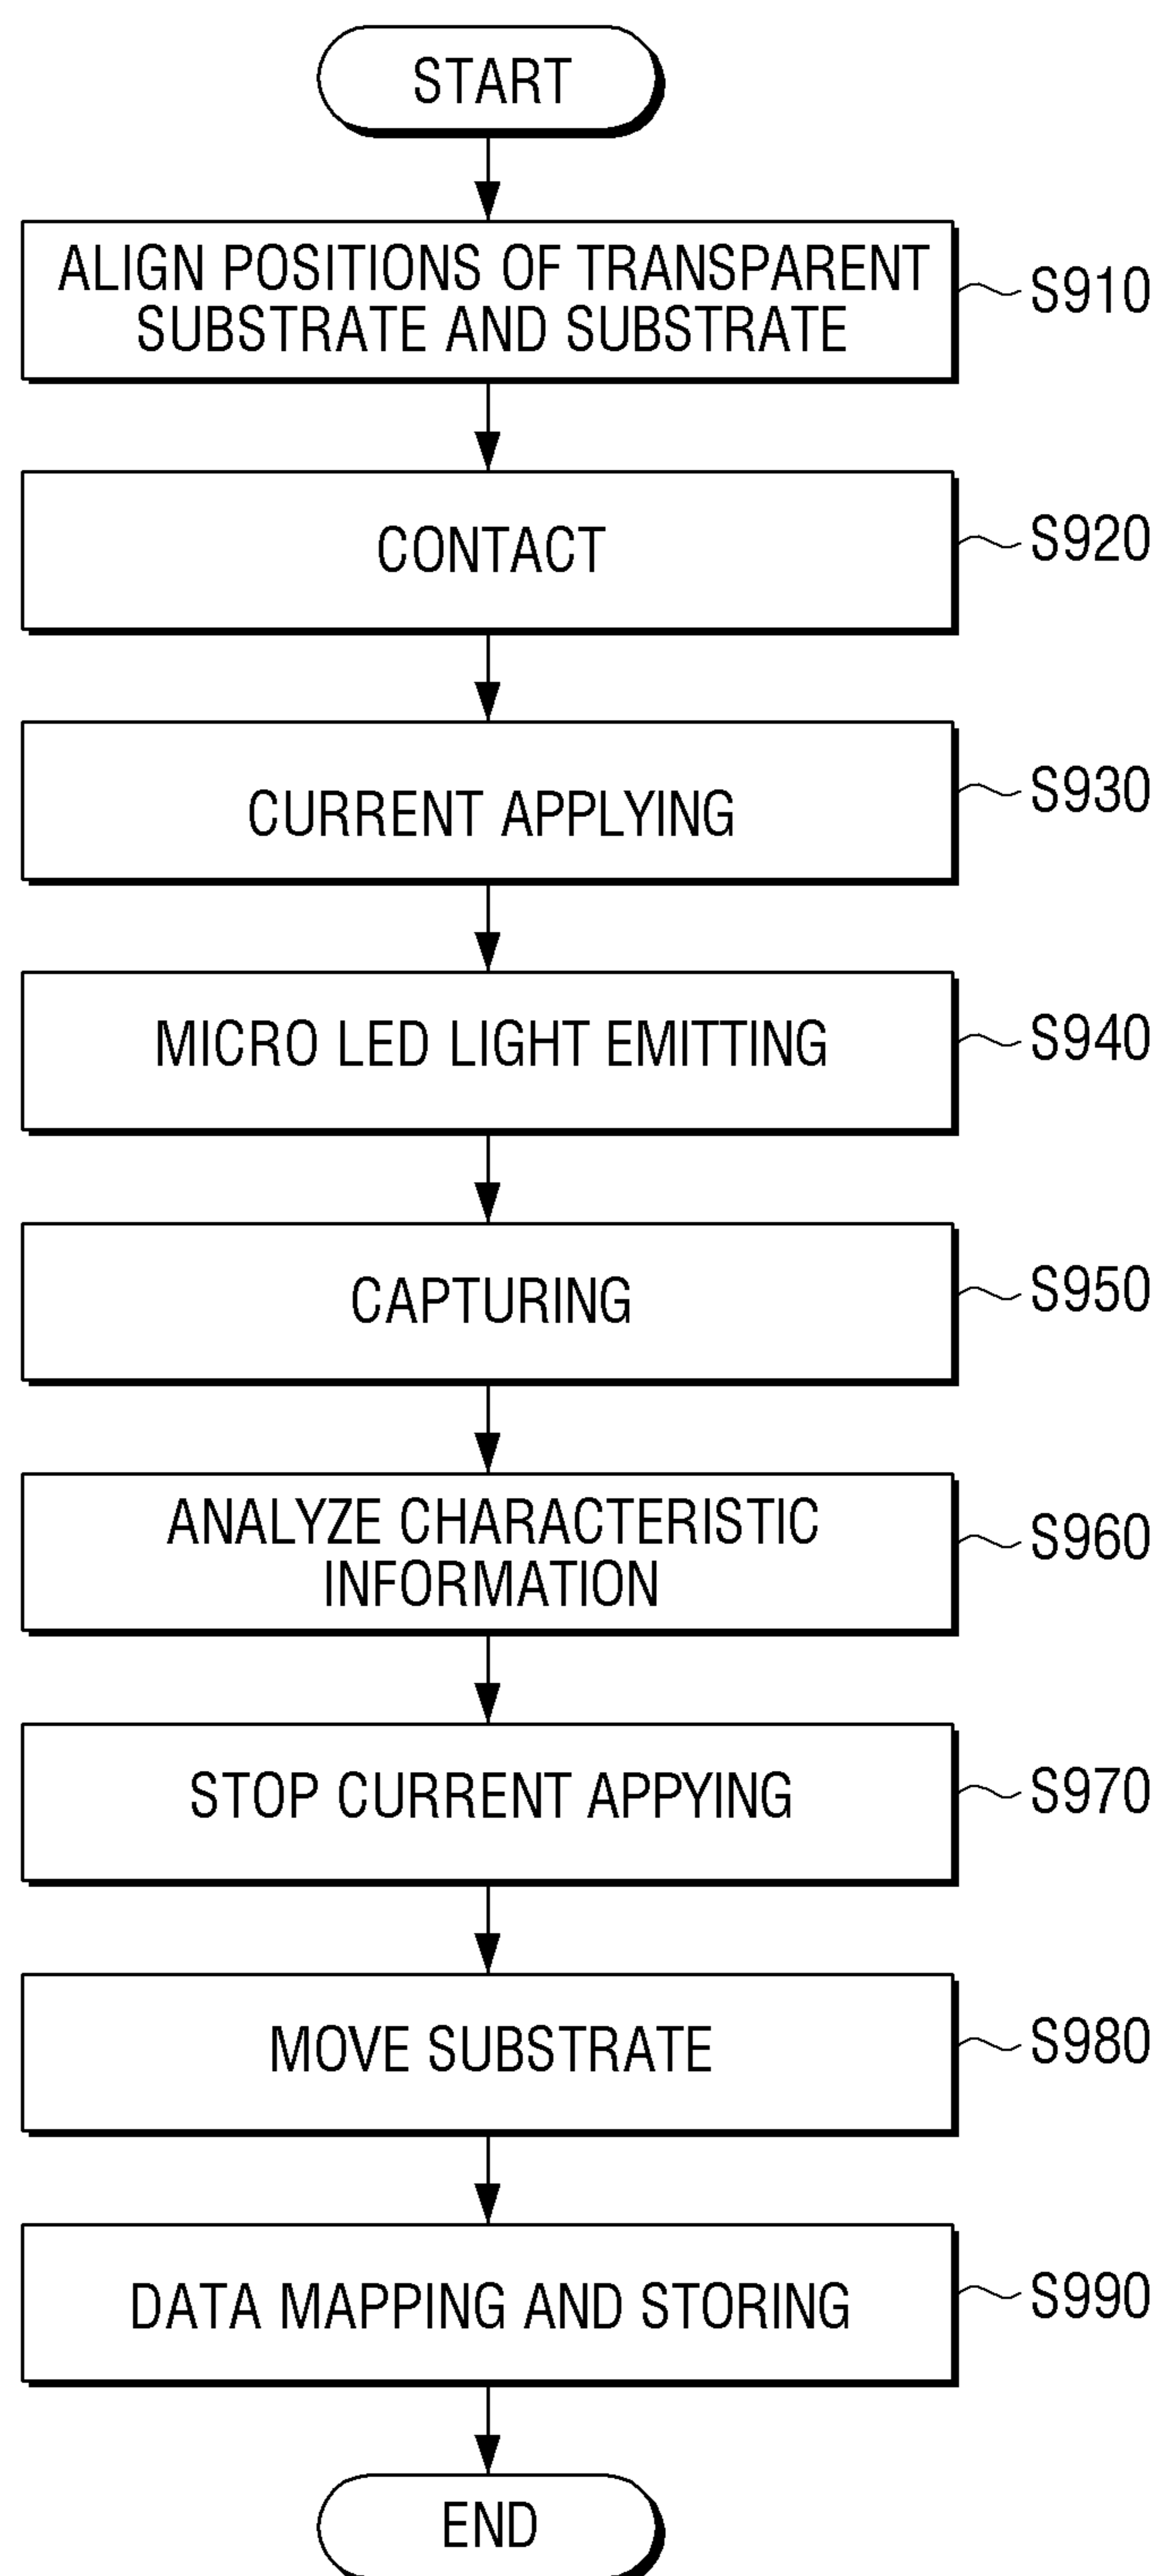 START
ALIGN POSITIONS OF TRANSPARENT
SUBSTRATE AND SUBSTRATE
S910
CONTACT
S920
CURRENT APPLYING
S930
MICRO LED LIGHT EMITTING
S940
CAPTURING
S950
ANALYZE CHARACTERISTIC
INFORMATION
S960
STOP CURRENT APPYING
S970
MOVE SUBSTRATE
S980
DATA MAPPING AND STORING
S990
END